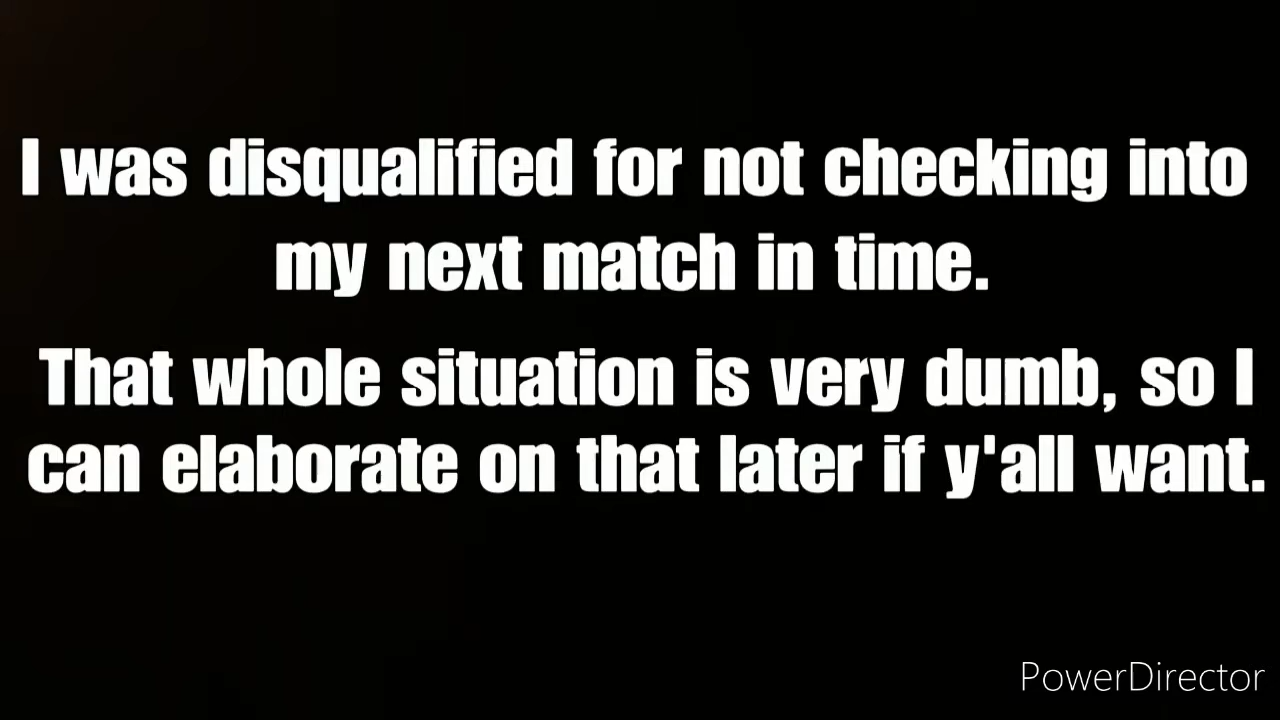 I was disqualified for not checking into
my next match in time.
That whole situation is very dumb, so I
can elaborate on that later if y'all want.
PowerDirector